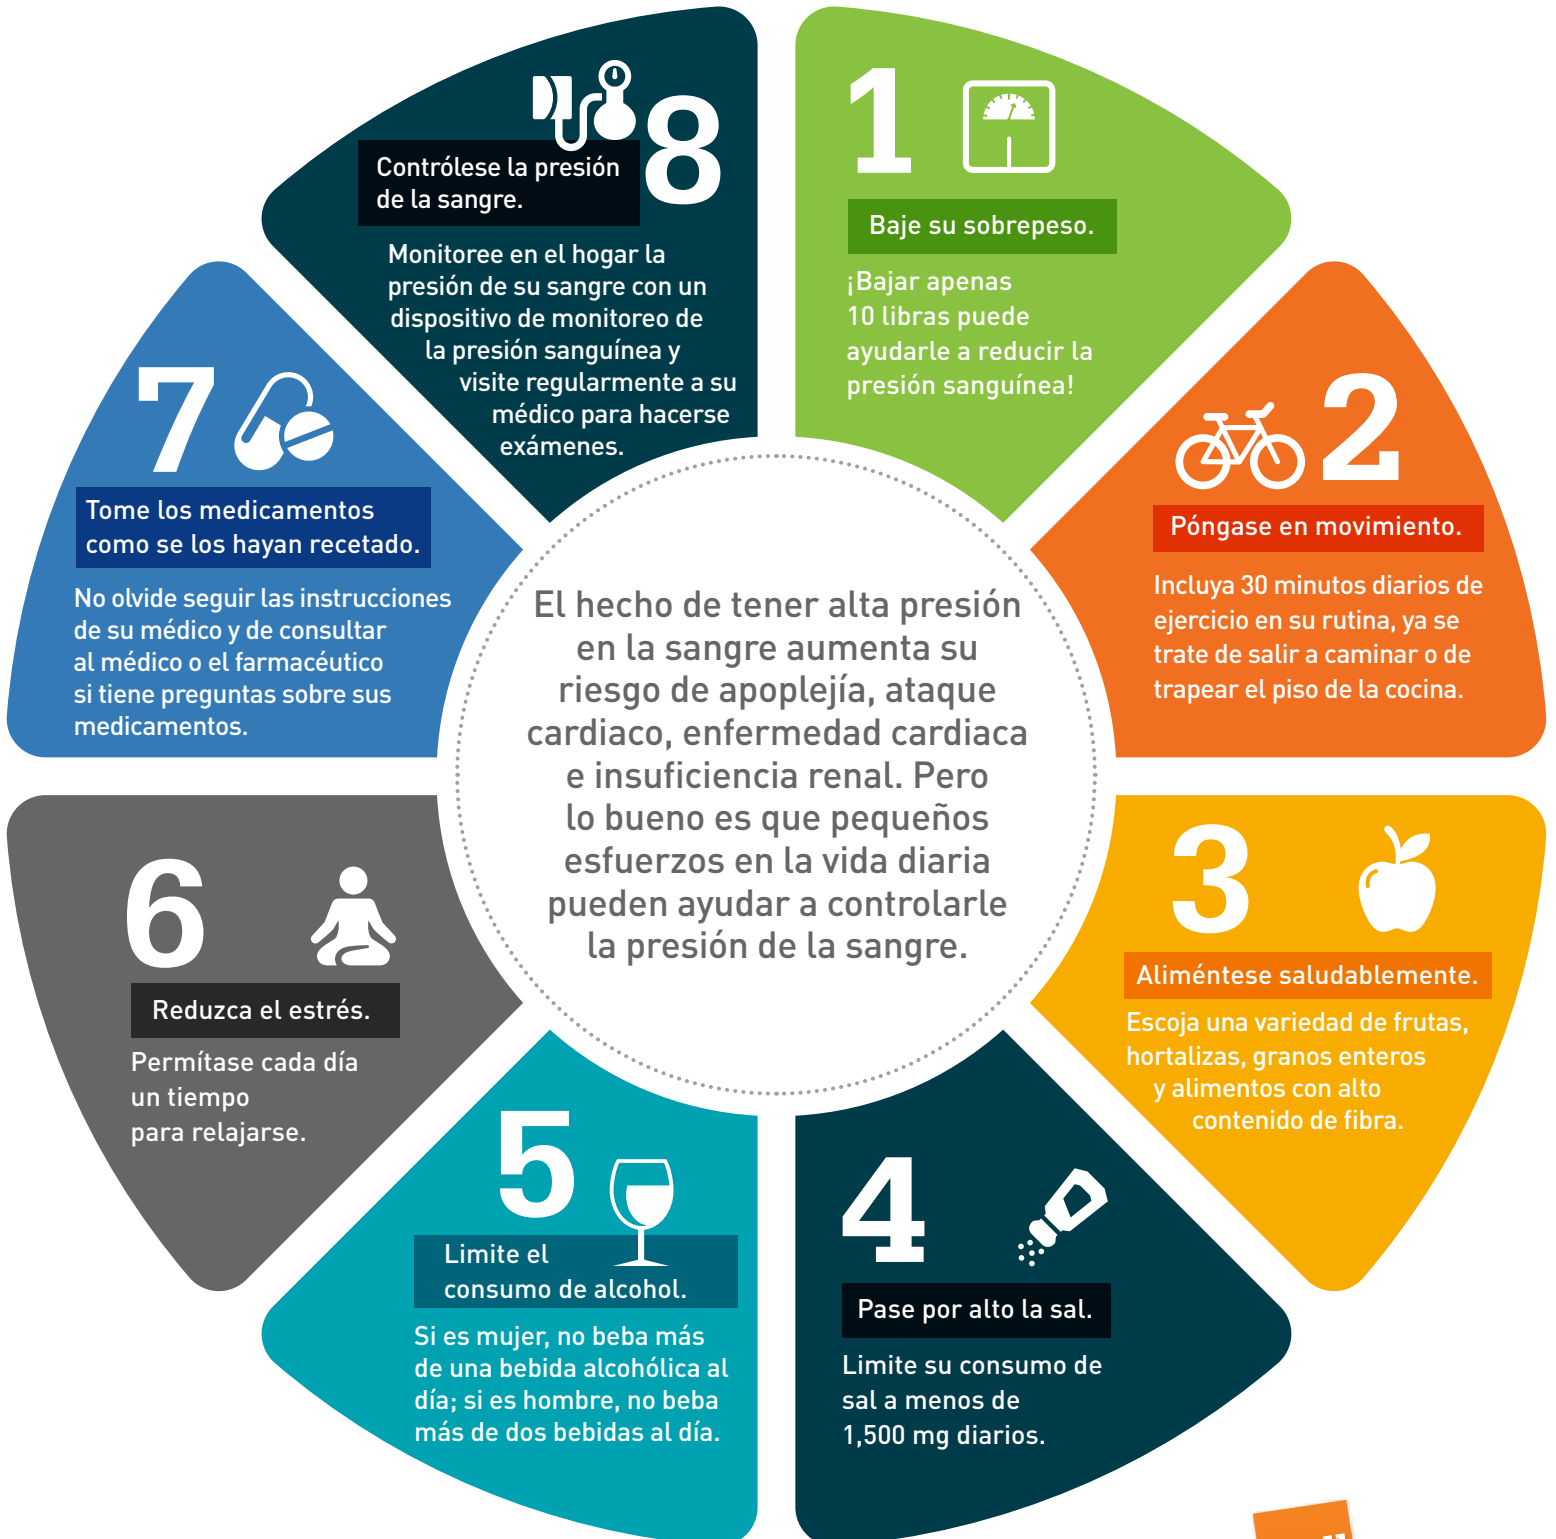 1
Baje su sobrepeso.
¡Bajar apenas
10 libras puede
ayudarle a reducir la
presión sanguínea!
2
Póngase en movimiento.
Incluya 30 minutos diarios de
ejercicio en su rutina, ya se
trate de salir a caminar o de
trapear el piso de la cocina.
3
Aliméntese saludablemente.
Escoja una variedad de frutas,
hortalizas, granos enteros
y alimentos con alto
contenido de fibra.
4
Pase por alto la sal.
Limite su consumo de
sal a menos de
1,500 mg diarios.
5
Limite el
consumo de alcohol.
Si es mujer, no beba más
de una bebida alcohólica al
día; si es hombre, no beba
más de dos bebidas al día.
6
Reduzca el estrés.
Permítase cada día
un tiempo
para relajarse.
7
Tome los medicamentos
como se los hayan recetado.
No olvide seguir las instrucciones
de su médico y de consultar
al médico o el farmacéutico
si tiene preguntas sobre sus
medicamentos.
8
Contrólese la presión
de la sangre.
Monitoree en el hogar la
presión de su sangre con un
dispositivo de monitoreo de
la presión sanguínea y
visite regularmente a su
médico para hacerse
exámenes.
El hecho de tener alta presión
en la sangre aumenta su
riesgo de apoplejía, ataque
cardiaco, enfermedad cardiaca
e insuficiencia renal. Pero
lo bueno es que pequeños
esfuerzos en la vida diaria
pueden ayudar a controlarle
la presión de la sangre.